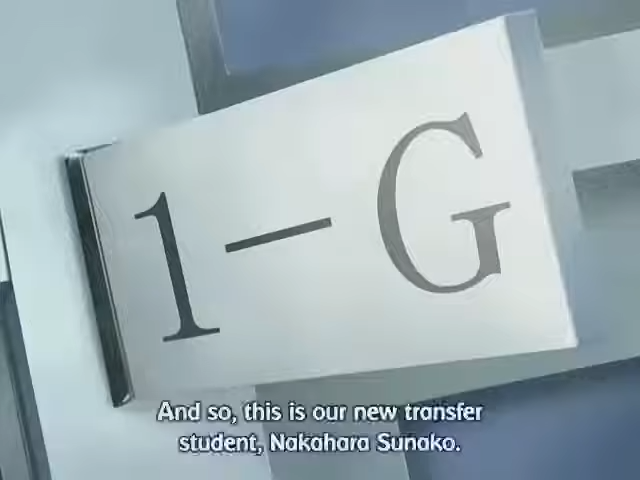 1-G
And so, this is our new transfer
student, Nakahara Sunako.